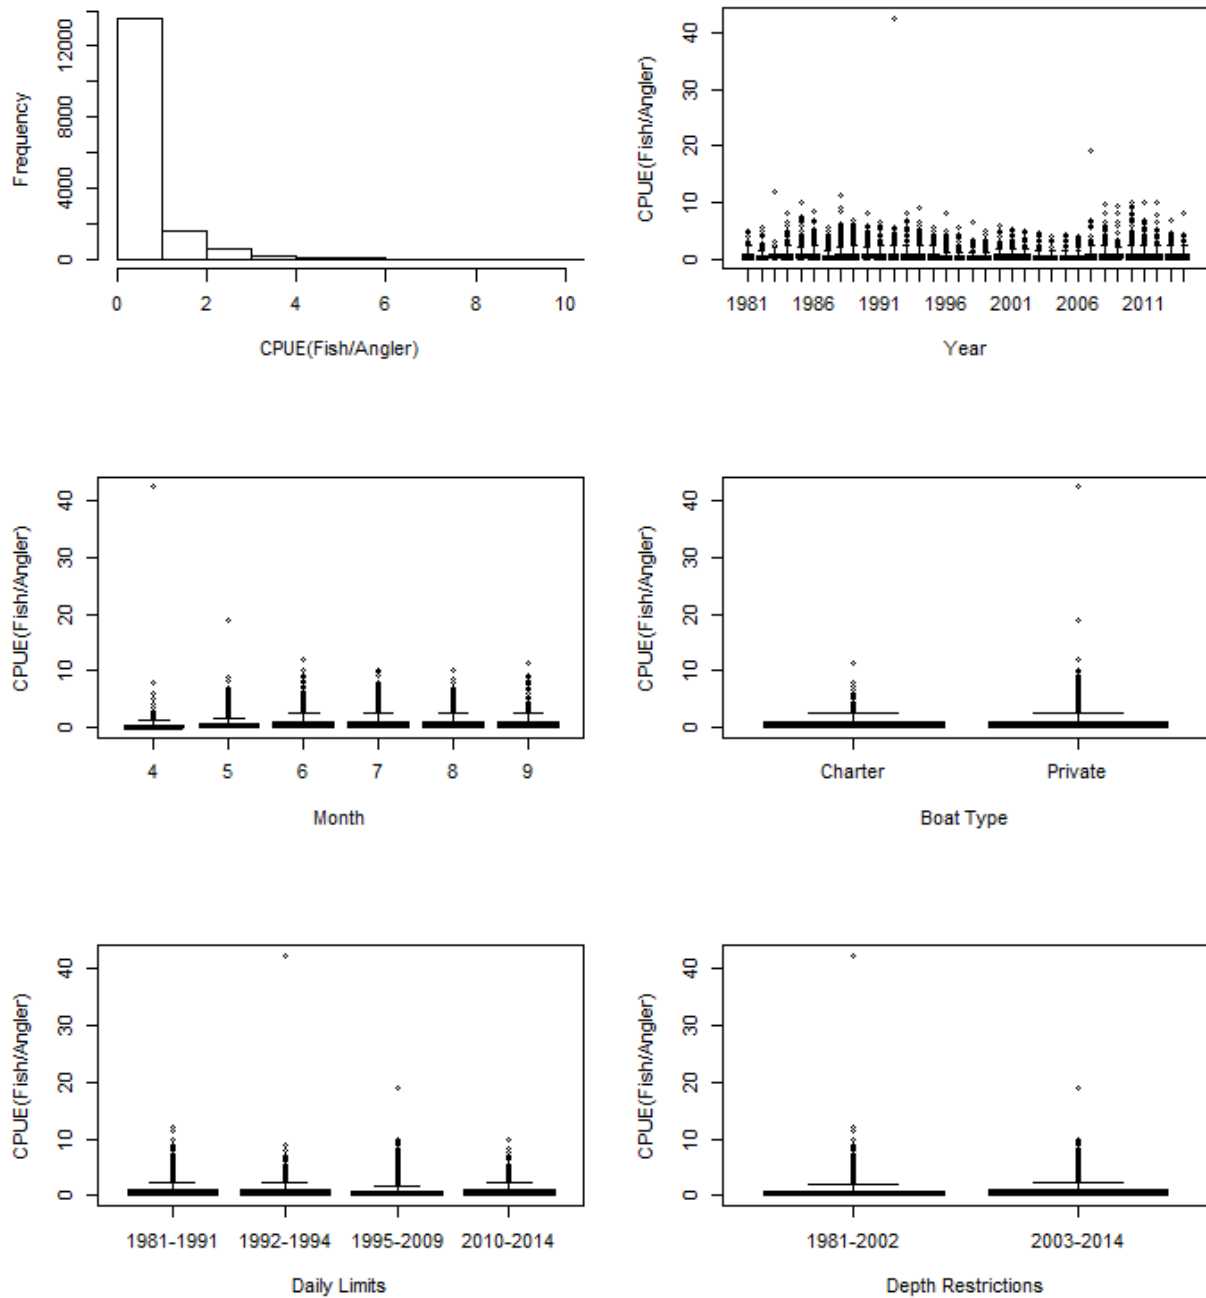 Frequency
12000
8000
4000
0
0 2 4 6 8 10
CPUE(Fish/Angler)
CPUE(Fish/Angler)
40
30
20
10
0
1981 1986 1991 1996 2001 2006 2011
Year
CPUE(Fish/Angler)
40
30
20
10
0
4 5 6 7 8 9
Month
CPUE(Fish/Angler)
40
30
20
10
0
Charter Private
Boat Type
CPUE(Fish/Angler)
40
30
20
10
0
1981-1991 1992-1994 1995-2009 2010-2014
Daily Limits
CPUE(Fish/Angler)
40
30
20
10
0
1981-2002 2003-2014
Depth Restrictions